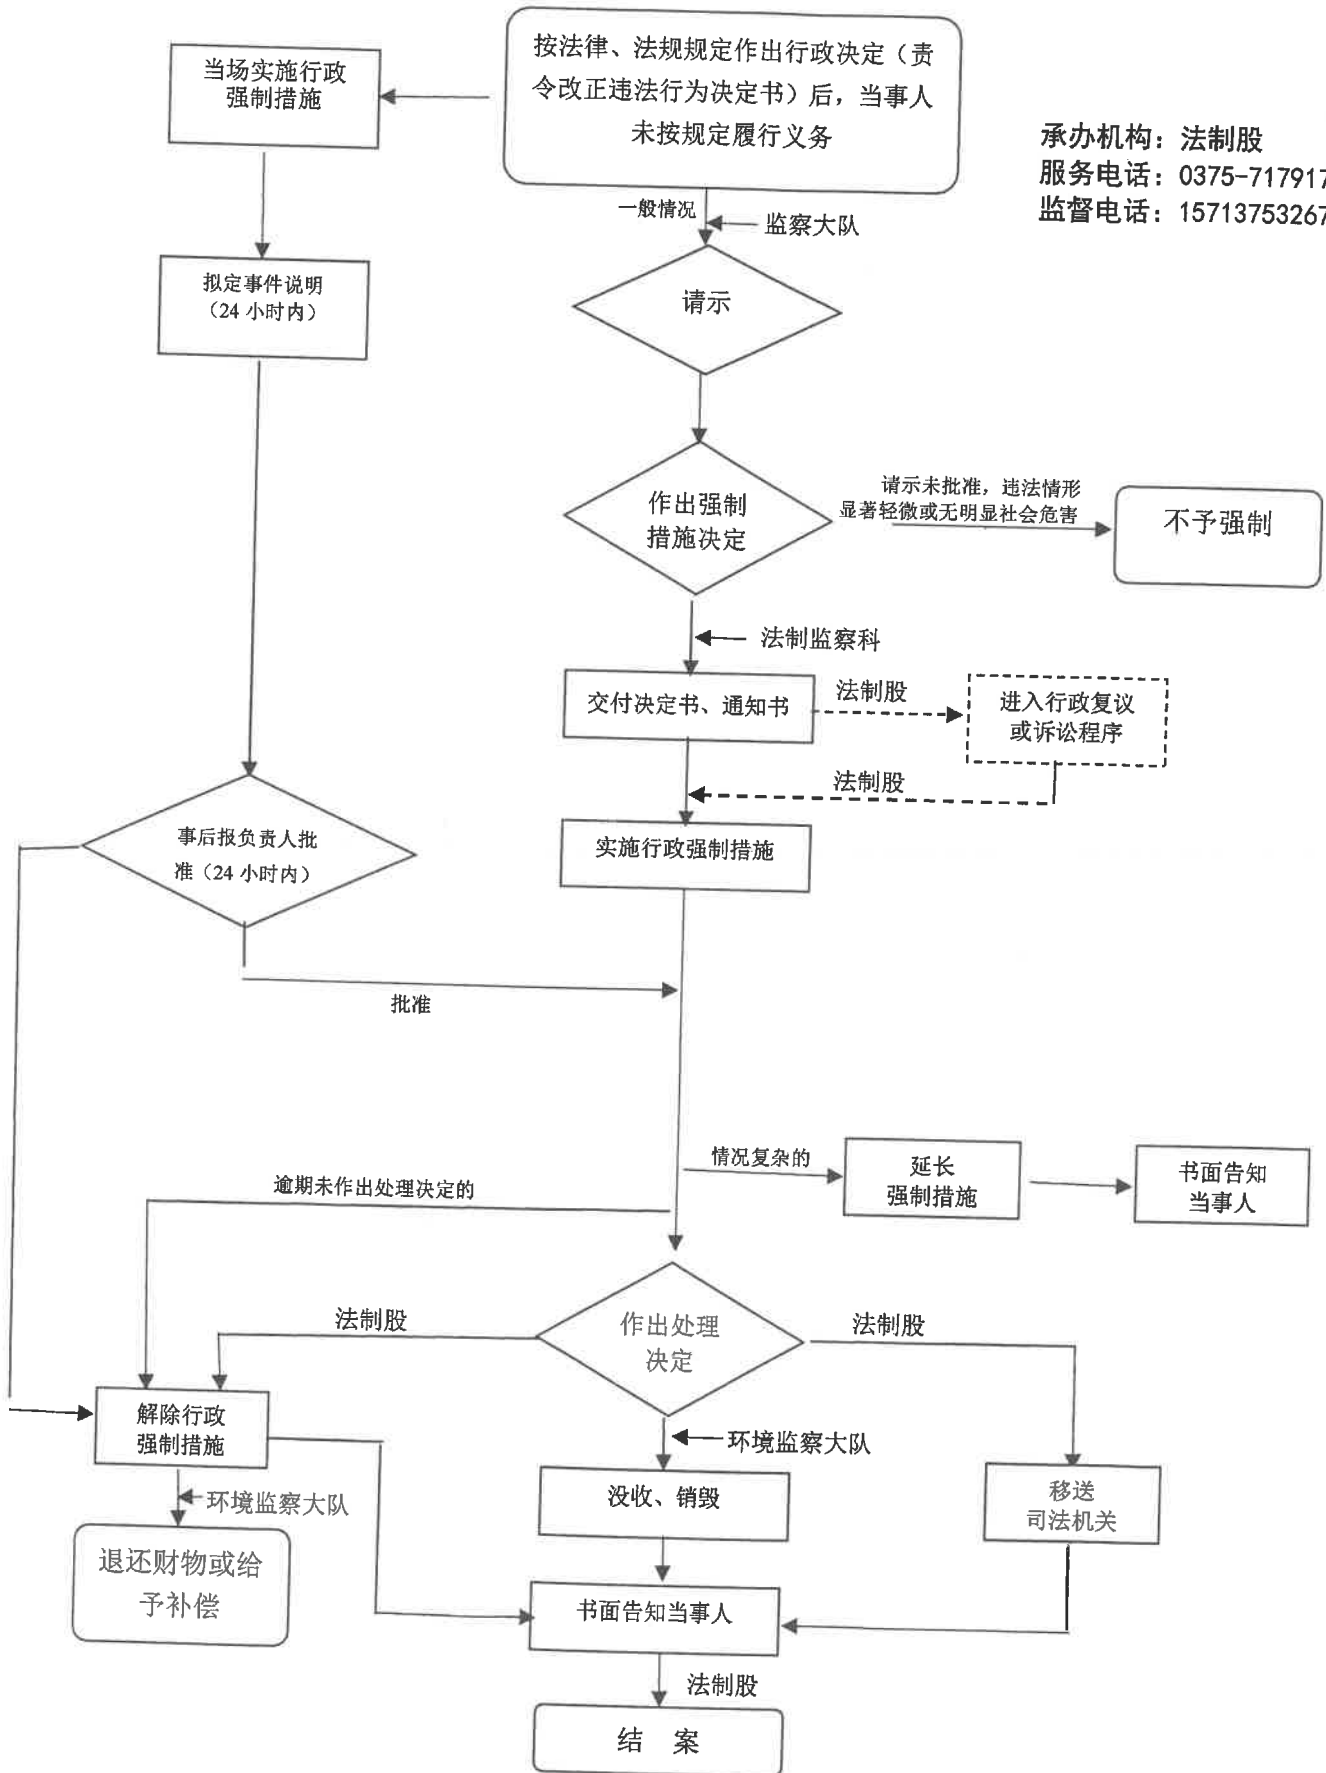 按法律、法规规定作出行政决定（责
令改正违法行为决定书）后，当事人
未按规定履行义务
当场实施行政
强制措施
承办机构：法制股
服务电话：0375-717917
监督电话：15713753267
一般情况
监察大队
拟定事件说明
（24 小时内）
请示
作出强制
措施决定
请示未批准，违法情形
显著轻微或无明显社会危害
不予强制
法制监察科
交付决定书、通知书
法制股
进入行政复议
或诉讼程序
法制股
实施行政强制措施
事后报负责人批
准（24 小时内）
批准
情况复杂的
延长
强制措施
书面告知
当事人
逾期未作出处理决定的
法制股
作出处理
决定
法制股
解除行政
强制措施
环境监察大队
环境监察大队
没收、销毁
移送
司法机关
退还财物或给
予补偿
书面告知当事人
法制股
结 案